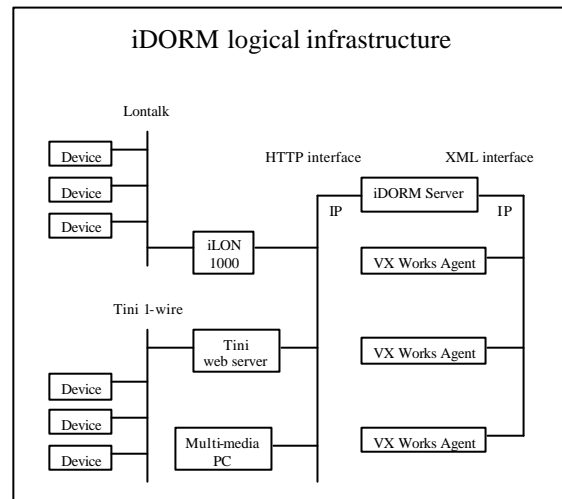 iDORM logical infrastructure
Lontalk
Device
Device
Device
HTTP interface
XML interface
IP
iDORM Server
IP
iLON
1000
VX Works Agent
Tini 1-wire
Tini
web server
VX Works Agent
Device
Device
Device
Multi-media
PC
VX Works Agent